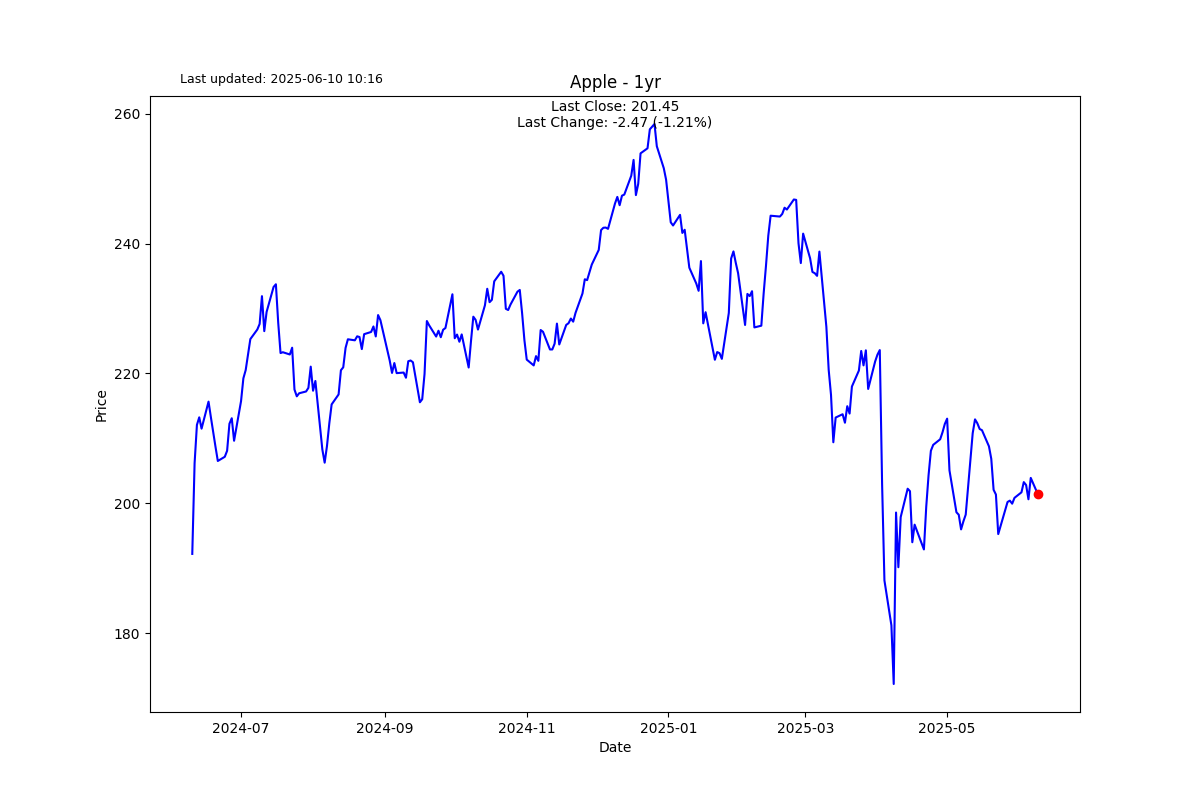 Last updated: 2025-06-10 10:16
Apple - 1yr
Last Close: 201.45
Last Change: -2.47 (-1.21%)
260
240
220
200
180
Price
2024-07
2024-09
2024-11
2025-01
2025-03
2025-05
Date